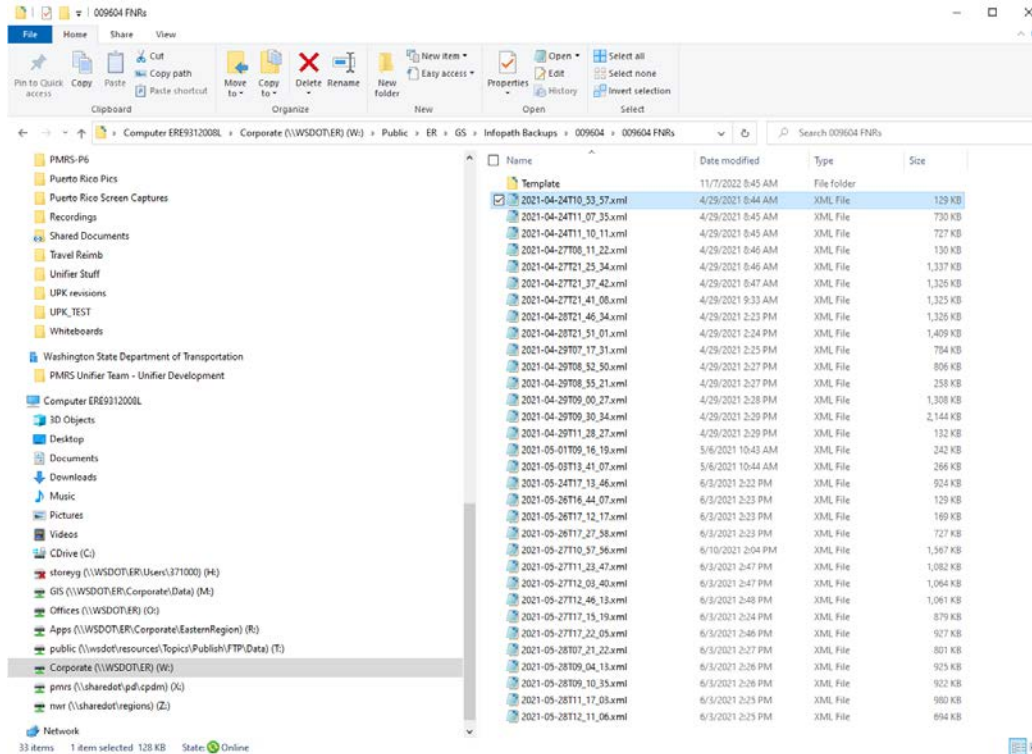 009604 FNRs
File Home Share View
Pin to Quick access
Copy
Paste
Cut
Copy path
Paste shortcut
Clipboard
Move to
Copy to
Delete
Rename
Organize
New folder
New item
Easy access
New
Properties
Open
Edit
History
Open
Select all
Select none
Invert selection
Select
Computer ERE9312008L > Corporate (\\WSDOT\ER) (W:) > Public > ER > GS > Infopath Backups > 009604 > 009604 FNRs
Search 009604 FNRs
PMRS-P6
Puerto Rico Pics
Puerto Rico Screen Captures
Recordings
Shared Documents
Travel Reimb
Unifier Stuff
UPK revisions
UPK_TEST
Whiteboards
Washington State Department of Transportation
PMRS Unifier Team - Unifier Development
Computer ERE9312008L
3D Objects
Desktop
Documents
Downloads
Music
Pictures
Videos
CDrive (C:)
storeyg (\\WSDOT\ER\Users\371000) (H:)
GIS (\\WSDOT\ER\Corporate\Data) (M:)
Offices (\\WSDOT\ER) (O:)
Apps (\\WSDOT\ER\Corporate\EasternRegion) (R:)
public (\\wsdot\resources\Topics\Publish\FTP\Data) (T:)
Corporate (\\WSDOT\ER) (W:)
pmrs (\\sharedot\pd\cpdm) (X:)
nwr (\\sharedot\regions) (Z:)
Network
Name Date modified Type Size
Template 11/7/2022 8:45 AM File folder
2021-04-24T10_53_57.xml 4/29/2021 8:44 AM XML File 129 KB
2021-04-24T11_07_35.xml 4/29/2021 8:45 AM XML File 730 KB
2021-04-24T11_10_11.xml 4/29/2021 8:45 AM XML File 727 KB
2021-04-27T08_11_22.xml 4/29/2021 8:46 AM XML File 130 KB
2021-04-27T21_25_34.xml 4/29/2021 8:46 AM XML File 1,337 KB
2021-04-27T21_37_42.xml 4/29/2021 8:47 AM XML File 1,326 KB
2021-04-27T21_41_08.xml 4/29/2021 9:33 AM XML File 1,325 KB
2021-04-28T21_46_34.xml 4/29/2021 2:23 PM XML File 1,326 KB
2021-04-28T21_51_01.xml 4/29/2021 2:24 PM XML File 1,409 KB
2021-04-29T07_17_31.xml 4/29/2021 2:25 PM XML File 784 KB
2021-04-29T08_52_50.xml 4/29/2021 2:27 PM XML File 806 KB
2021-04-29T08_55_21.xml 4/29/2021 2:27 PM XML File 258 KB
2021-04-29T09_00_27.xml 4/29/2021 2:28 PM XML File 1,308 KB
2021-04-29T09_30_34.xml 4/29/2021 2:29 PM XML File 2,144 KB
2021-04-29T11_28_27.xml 4/29/2021 2:29 PM XML File 132 KB
2021-05-01T09_16_19.xml 5/6/2021 10:43 AM XML File 242 KB
2021-05-03T13_41_07.xml 5/6/2021 10:44 AM XML File 266 KB
2021-05-24T17_13_46.xml 6/3/2021 2:22 PM XML File 924 KB
2021-05-26T16_44_07.xml 6/3/2021 2:23 PM XML File 129 KB
2021-05-26T17_12_17.xml 6/3/2021 2:23 PM XML File 169 KB
2021-05-26T17_27_58.xml 6/3/2021 2:23 PM XML File 727 KB
2021-05-27T10_57_56.xml 6/10/2021 2:04 PM XML File 1,567 KB
2021-05-27T11_23_47.xml 6/3/2021 2:47 PM XML File 1,082 KB
2021-05-27T12_03_40.xml 6/3/2021 2:47 PM XML File 1,064 KB
2021-05-27T12_46_13.xml 6/3/2021 2:48 PM XML File 1,061 KB
2021-05-27T17_15_19.xml 6/3/2021 2:24 PM XML File 879 KB
2021-05-27T17_22_05.xml 6/3/2021 2:46 PM XML File 927 KB
2021-05-28T07_21_22.xml 6/3/2021 2:27 PM XML File 801 KB
2021-05-28T09_04_13.xml 6/3/2021 2:26 PM XML File 925 KB
2021-05-28T09_10_35.xml 6/3/2021 2:26 PM XML File 922 KB
2021-05-28T11_17_03.xml 6/3/2021 2:25 PM XML File 980 KB
2021-05-28T12_11_06.xml 6/3/2021 2:25 PM XML File 694 KB
33 items 1 item selected 128 KB State: Online